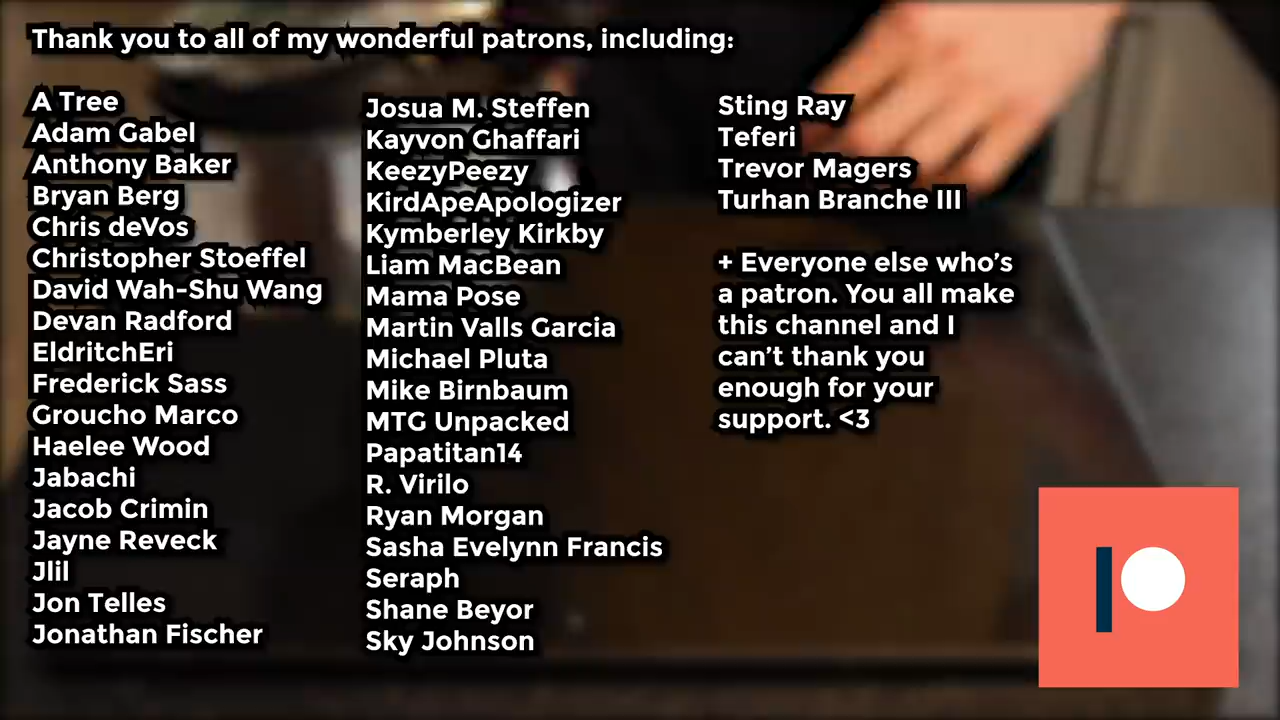 Thank you to all of my wonderful patrons, including:
A Tree
Adam Gabel
Anthony Baker
Bryan Berg
Chris deVos
Christopher Stoeffel
David Wah-Shu Wang
Devan Radford
EldritchEri
Frederick Sass
Groucho Marco
Haelee Wood
Jabachi
Jacob Crimin
Jayne Reveck
Jlil
Jon Telles
Jonathan Fischer
Josua M. Steffen
Kayvon Ghaffari
KeezyPeezy
KirdApeApologizer
Kymberley Kirkby
Liam MacBean
Mama Pose
Martin Valls Garcia
Michael Pluta
Mike Birnbaum
MTG Unpacked
Papatitan14
R. Virilo
Ryan Morgan
Sasha Evelynn Francis
Seraph
Shane Beyor
Sky Johnson
Sting Ray
Teferi
Trevor Magers
Turhan Branche III
+ Everyone else who’s
a patron. You all make
this channel and I
can’t thank you
enough for your
support. <3